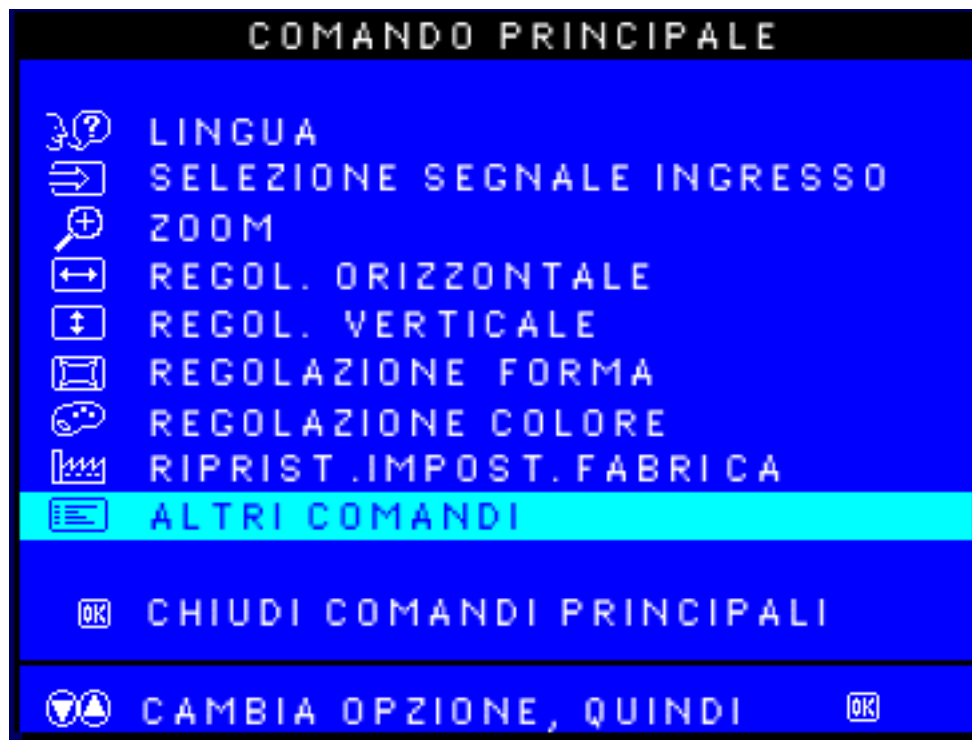 COMANDO PRINCIPALE
LINGUA
SELEZIONE SEGNALE INGRESSO
ZOOM
REGOL. ORIZZONTALE
REGOL. VERTICALE
REGOLAZIONE FORMA
REGOLAZIONE COLORE
RIPRIST.IMPOST.FABRICA
ALTRI COMANDI
OK CHIUDI COMANDI PRINCIPALI
CAMBIA OPZIONE, QUINDI OK